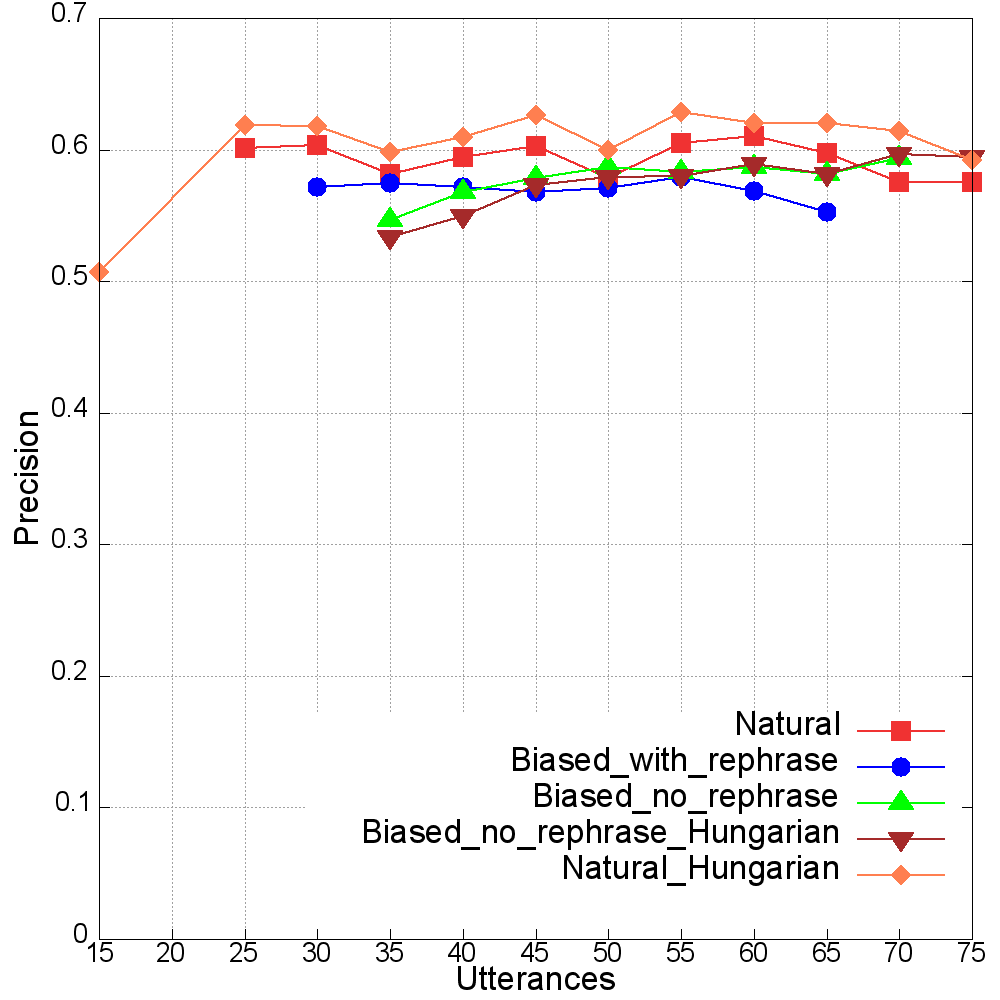 0.7
0.6
0.5
0.4
0.3
0.2
0.1
0
Precision
Natural
Biased_with_rephrase
Biased_no_rephrase
Biased_no_rephrase_Hungarian
Natural_Hungarian
15 20 25 30 35 40 45 50 55 60 65 70 75
Utterances